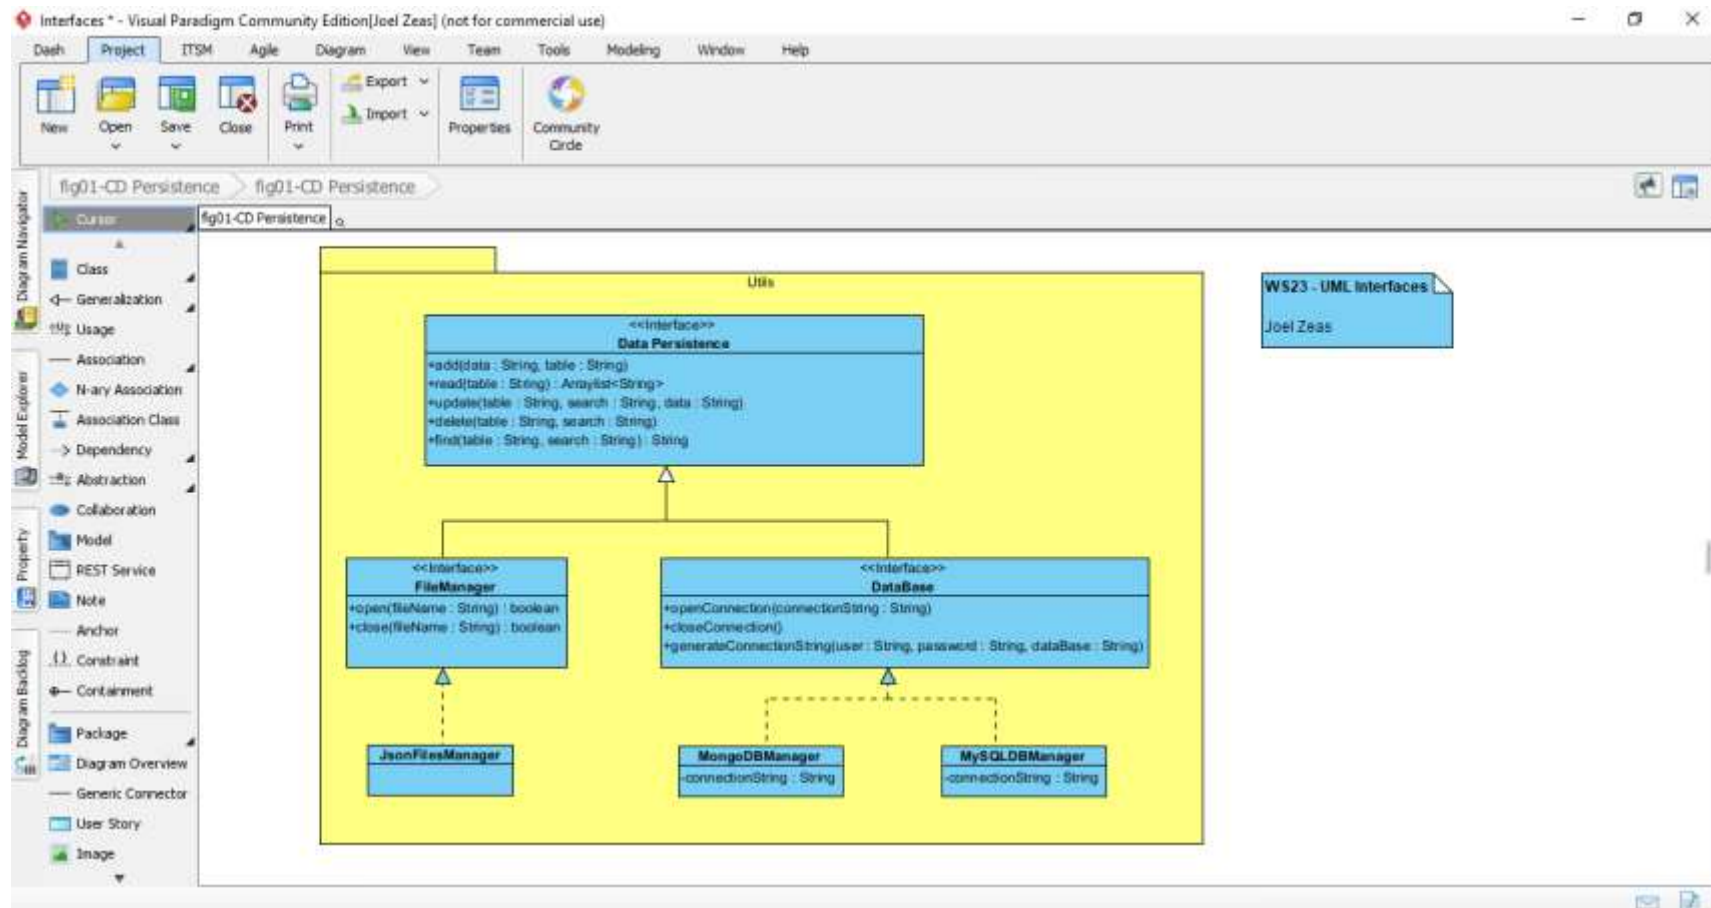 Interfaces * - Visual Paradigm Community Edition[Joel Zeas] (not for commercial use)
Dash Project ITSM Agile Diagram View Team Tools Modeling Window Help
Export
Import
New Open Save Close Print Properties Community Circle
fig01-CD Persistence fig01-CD Persistence
fig01-CD Persistence
Diagram Navigator
Model Explorer
Property
Diagram Backlog
Cursor
Class
Generalization
Usage
Association
N-ary Association
Association Class
Dependency
Abstraction
Collaboration
Model
REST Service
Note
Anchor
Constraint
Containment
Package
Diagram Overview
Generic Connector
User Story
Image
Utils
<<Interface>>
Data Persistence
+add(data : String, table : String)
+read(table : String) : Arraylist<String>
+update(table : String, search : String, data : String)
+delete(table : String, search : String)
+find(table : String, search : String) : String
<<Interface>>
FileManager
+open(fileName : String) : boolean
+close(fileName : String) : boolean
<<Interface>>
DataBase
+openConnection(connectionString : String)
+closeConnection()
+generateConnectionString(user : String, password : String, dataBase : String)
JsonFilesManager
MongoDBManager
-connectionString : String
MySQLDBManager
-connectionString : String
WS23 - UML Interfaces
Joel Zeas